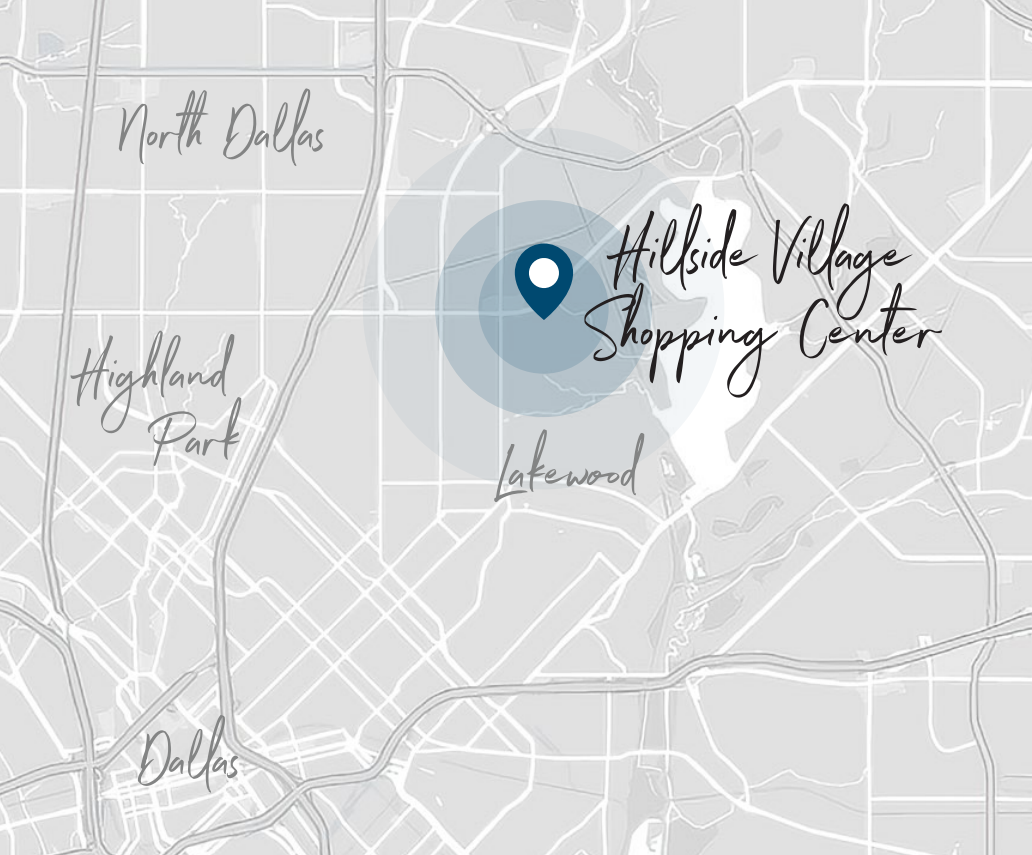 North Dallas
Hillside Village
Shopping Center
Highland
Park
Lakewood
Dallas